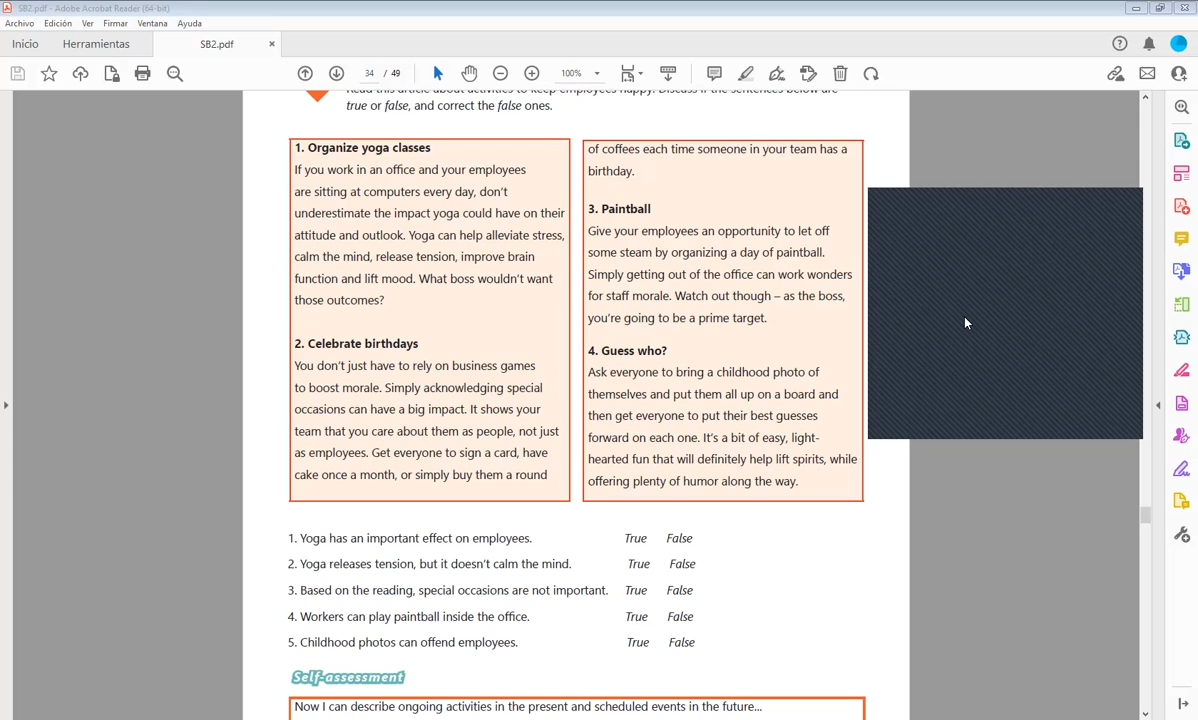 SB2.pdf - Adobe Acrobat Reader (64-bit)
Archivo Edición Ver Firmar Ventana Ayuda
Inicio Herramientas SB2.pdf ×
34 / 49 100%
Read this article about activities to keep employees happy. Discuss if the sentences below are
true or false, and correct the false ones.
1. Organize yoga classes
If you work in an office and your employees
are sitting at computers every day, don't
underestimate the impact yoga could have on their
attitude and outlook. Yoga can help alleviate stress,
calm the mind, release tension, improve brain
function and lift mood. What boss wouldn't want
those outcomes?
2. Celebrate birthdays
You don't just have to rely on business games
to boost morale. Simply acknowledging special
occasions can have a big impact. It shows your
team that you care about them as people, not just
as employees. Get everyone to sign a card, have
cake once a month, or simply buy them a round
of coffees each time someone in your team has a
birthday.
3. Paintball
Give your employees an opportunity to let off
some steam by organizing a day of paintball.
Simply getting out of the office can work wonders
for staff morale. Watch out though – as the boss,
you're going to be a prime target.
4. Guess who?
Ask everyone to bring a childhood photo of
themselves and put them all up on a board and
then get everyone to put their best guesses
forward on each one. It's a bit of easy, light-
hearted fun that will definitely help lift spirits, while
offering plenty of humor along the way.
1. Yoga has an important effect on employees. True False
2. Yoga releases tension, but it doesn't calm the mind. True False
3. Based on the reading, special occasions are not important. True False
4. Workers can play paintball inside the office. True False
5. Childhood photos can offend employees. True False
Self-assessment
Now I can describe ongoing activities in the present and scheduled events in the future...